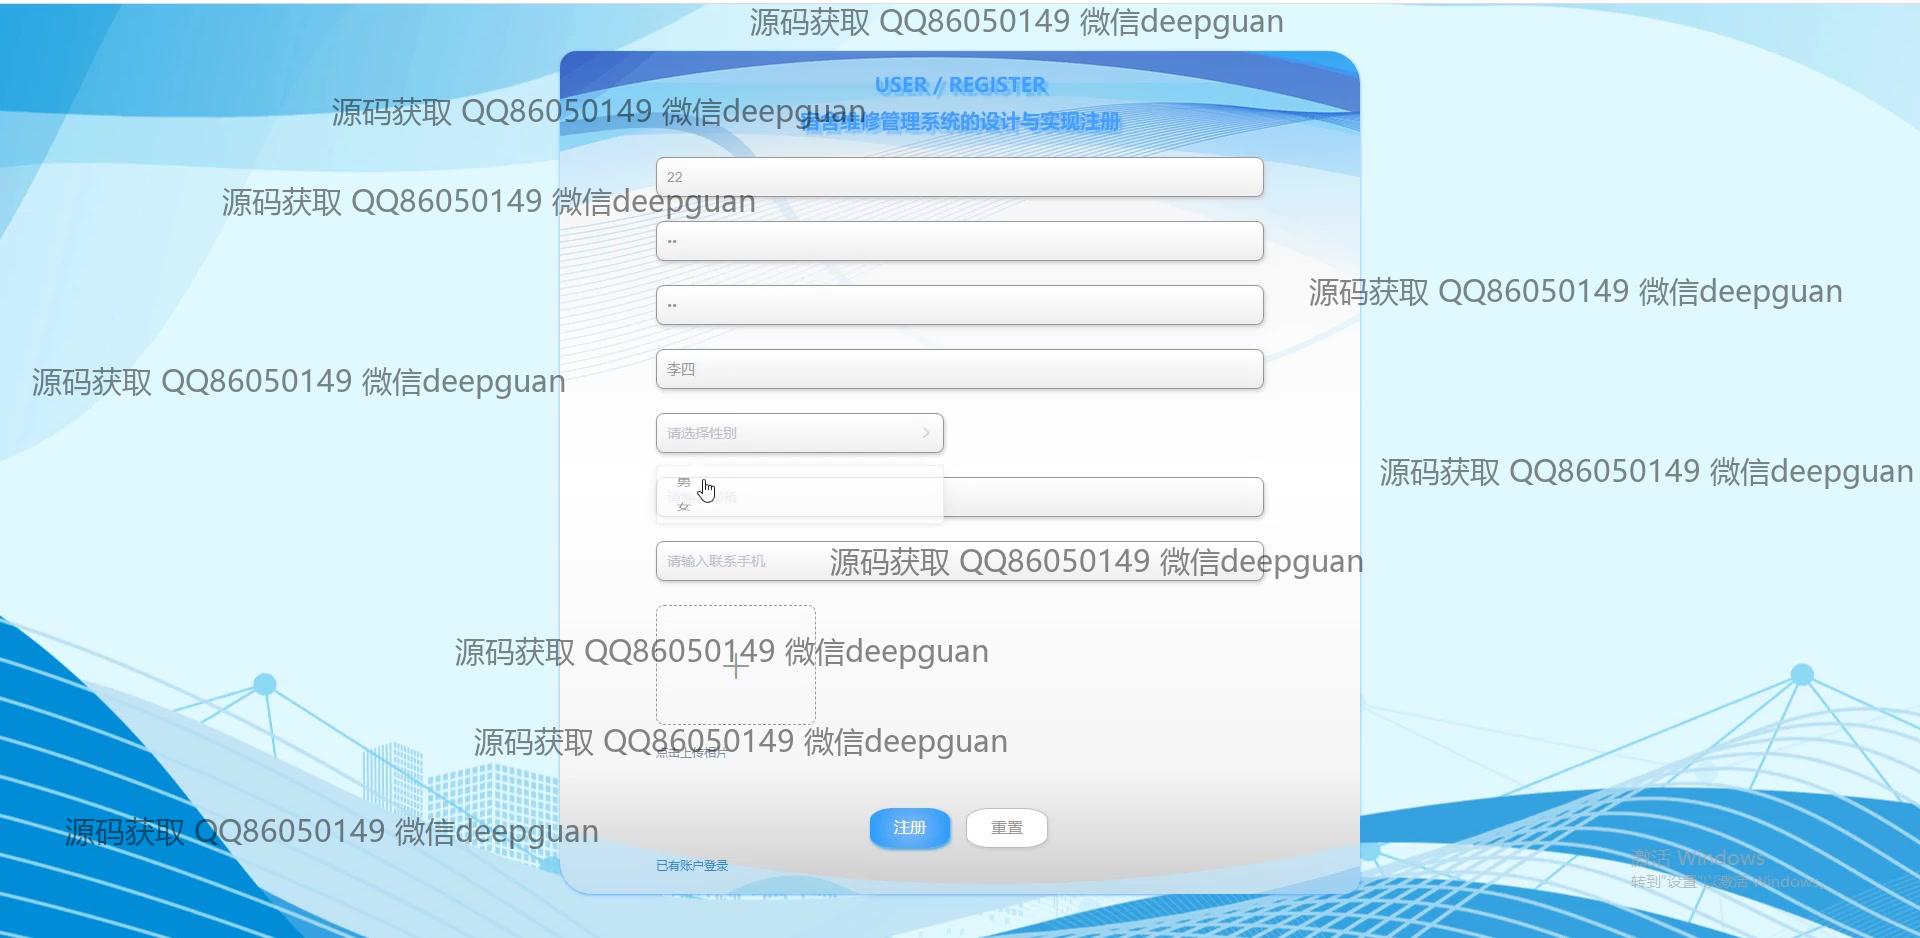 源码获取 QQ86050149 微信deepguan
USER / REGISTER
源码获取 QQ86050149 微信deepguan
宿舍维修管理系统的设计与实现注册
22
源码获取 QQ86050149 微信deepguan
••
源码获取 QQ86050149 微信deepguan
••
李四
源码获取 QQ86050149 微信deepguan
请选择性别
源码获取 QQ86050149 微信deepguan
男
女
请输入联系手机
源码获取 QQ86050149 微信deepguan
源码获取 QQ86050149 微信deepguan
源码获取 QQ86050149 微信deepguan
点击上传相片
注册
重置
源码获取 QQ86050149 微信deepguan
已有账户登录
激活 Windows
转到"设置"以激活 Windows。